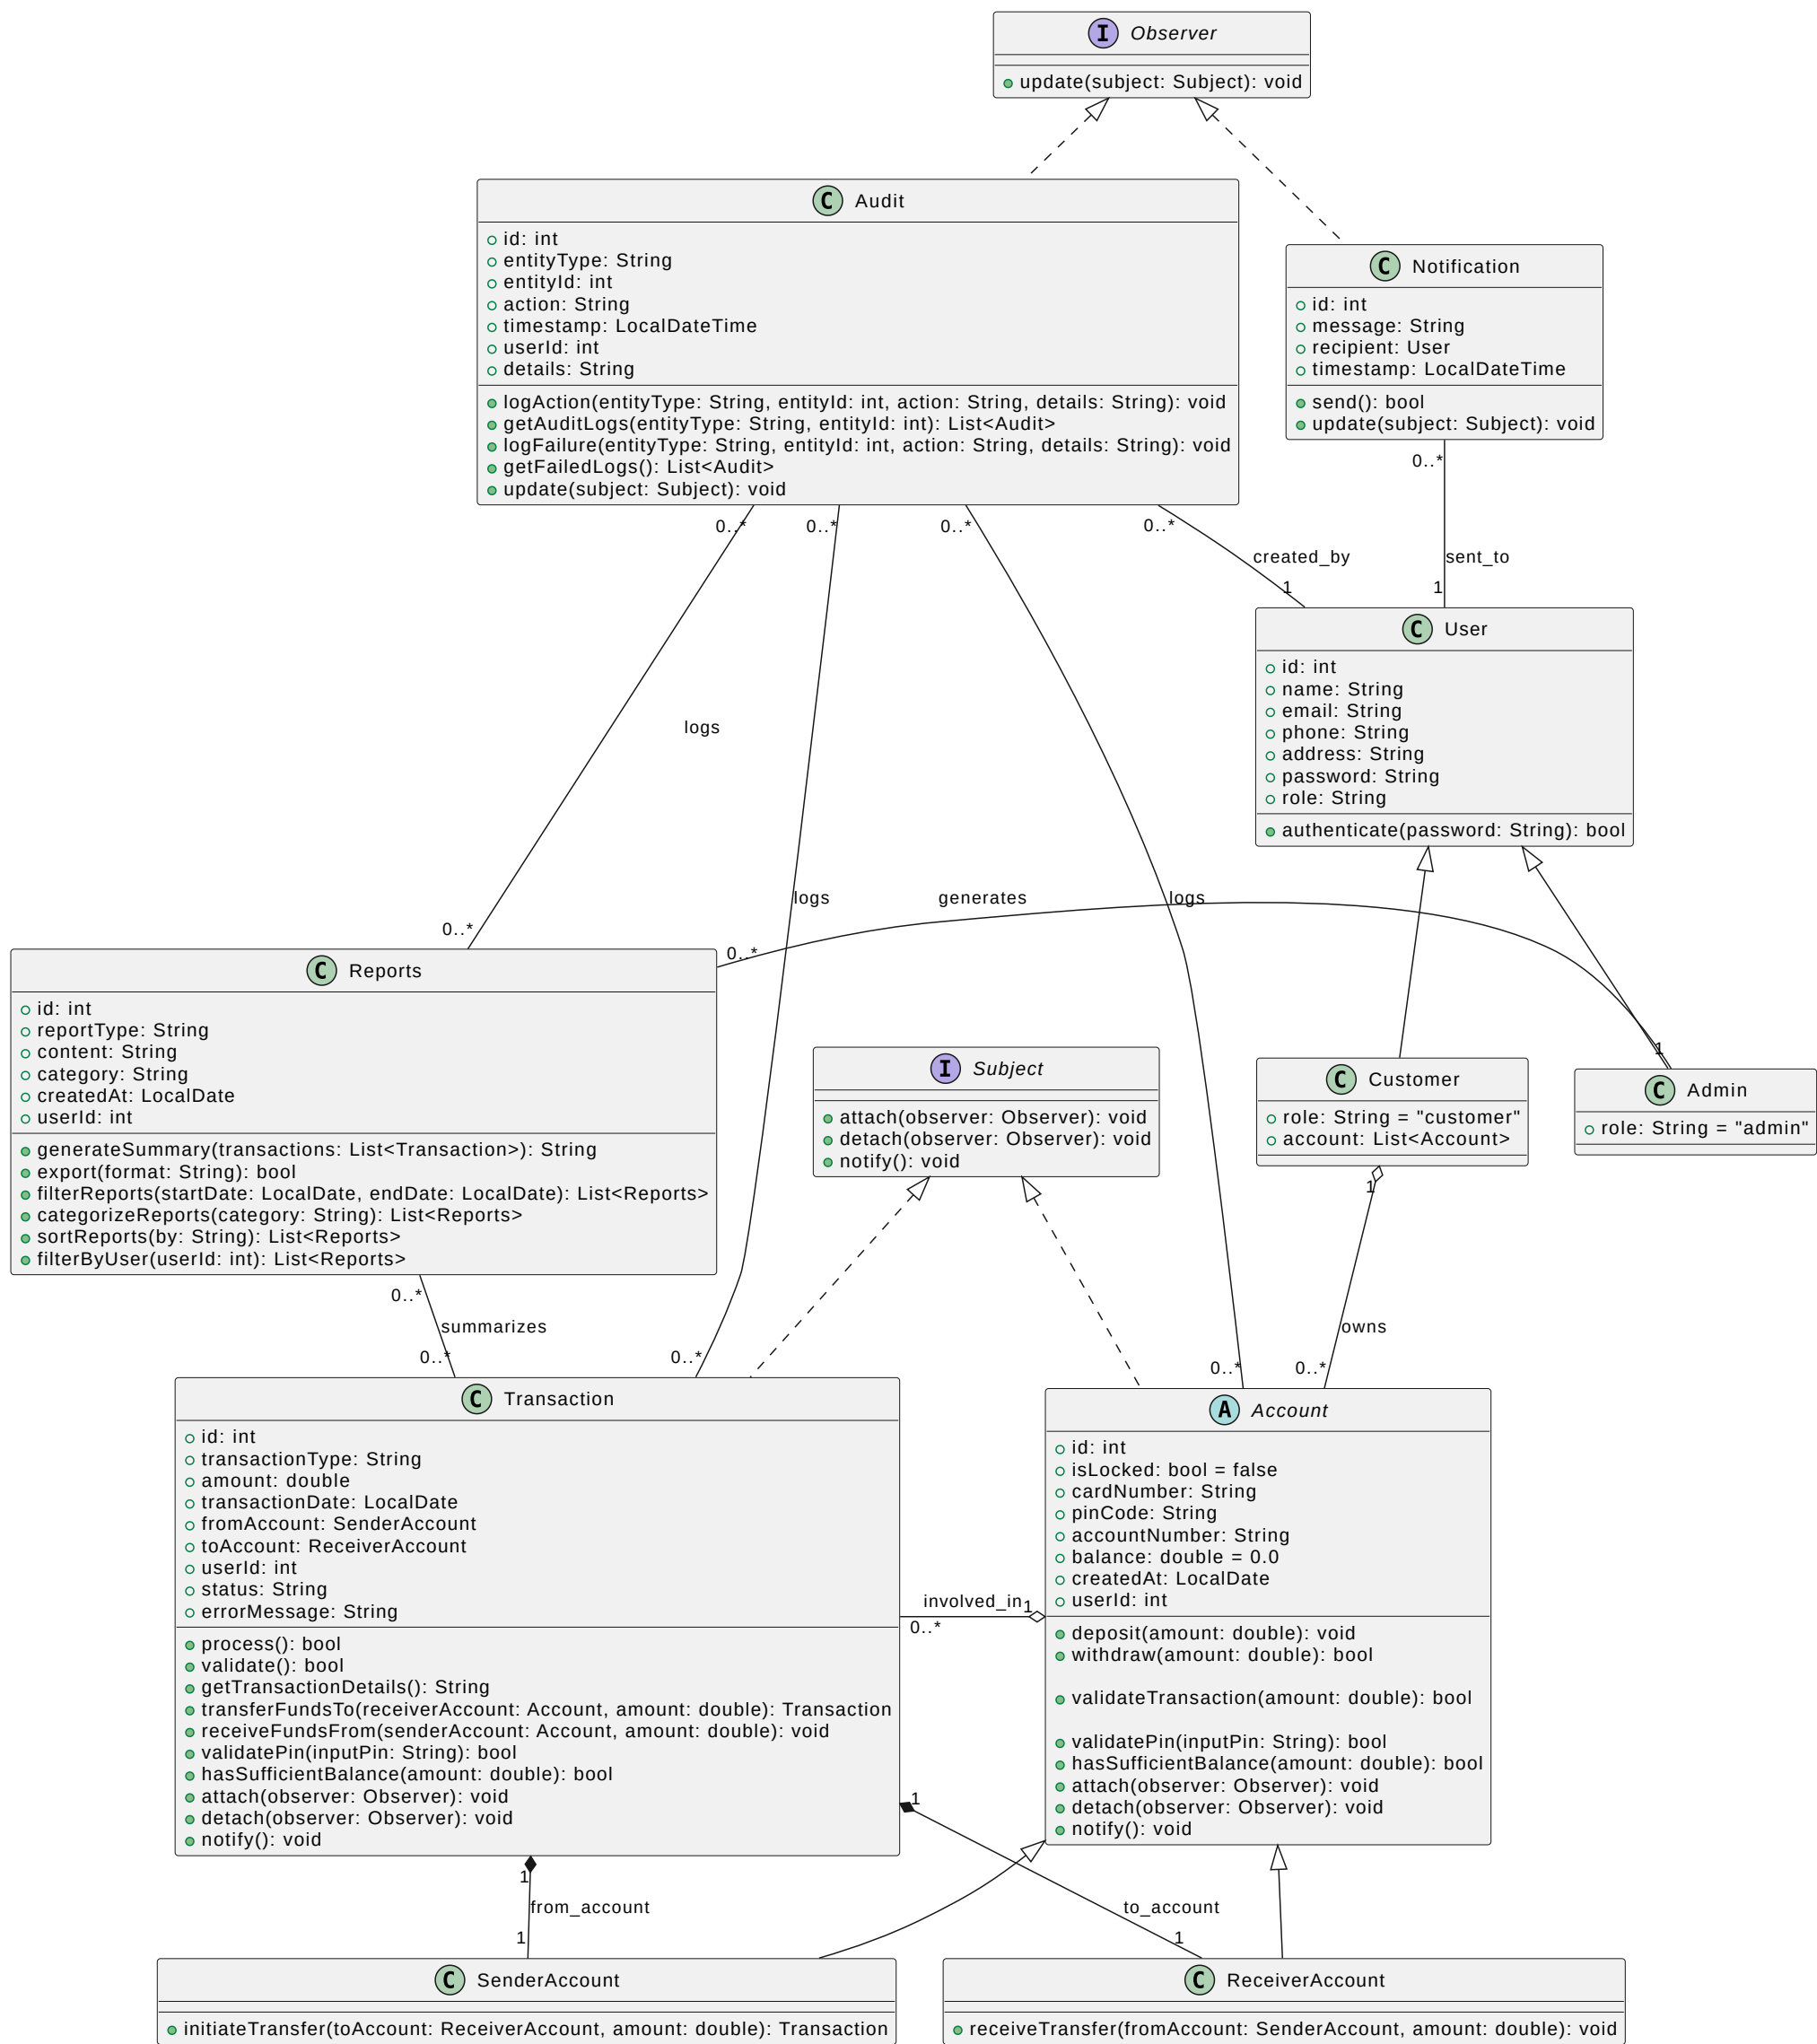 I Observer
update(subject: Subject): void
C Audit
id: int
entityType: String
entityId: int
action: String
timestamp: LocalDateTime
userId: int
details: String
logAction(entityType: String, entityId: int, action: String, details: String): void
getAuditLogs(entityType: String, entityId: int): List<Audit>
logFailure(entityType: String, entityId: int, action: String, details: String): void
getFailedLogs(): List<Audit>
update(subject: Subject): void
C Notification
id: int
message: String
recipient: User
timestamp: LocalDateTime
send(): bool
update(subject: Subject): void
0..*
0..*
0..*
0..*
0..*
created_by
sent_to
1
1
C User
id: int
name: String
email: String
phone: String
address: String
password: String
role: String
authenticate(password: String): bool
logs
logs
generates
logs
0..*
0..*
1
C Reports
id: int
reportType: String
content: String
category: String
createdAt: LocalDate
userId: int
generateSummary(transactions: List<Transaction>): String
export(format: String): bool
filterReports(startDate: LocalDate, endDate: LocalDate): List<Reports>
categorizeReports(category: String): List<Reports>
sortReports(by: String): List<Reports>
filterByUser(userId: int): List<Reports>
I Subject
attach(observer: Observer): void
detach(observer: Observer): void
notify(): void
C Customer
role: String = "customer"
account: List<Account>
C Admin
role: String = "admin"
1
0..*
summarizes
owns
0..*
0..*
0..*
0..*
C Transaction
id: int
transactionType: String
amount: double
transactionDate: LocalDate
fromAccount: SenderAccount
toAccount: ReceiverAccount
userId: int
status: String
errorMessage: String
process(): bool
validate(): bool
getTransactionDetails(): String
transferFundsTo(receiverAccount: Account, amount: double): Transaction
receiveFundsFrom(senderAccount: Account, amount: double): void
validatePin(inputPin: String): bool
hasSufficientBalance(amount: double): bool
attach(observer: Observer): void
detach(observer: Observer): void
notify(): void
involved_in
1
0..*
A Account
id: int
isLocked: bool = false
cardNumber: String
pinCode: String
accountNumber: String
balance: double = 0.0
createdAt: LocalDate
userId: int
deposit(amount: double): void
withdraw(amount: double): bool
validateTransaction(amount: double): bool
validatePin(inputPin: String): bool
hasSufficientBalance(amount: double): bool
attach(observer: Observer): void
detach(observer: Observer): void
notify(): void
1
1
from_account
to_account
1
1
C SenderAccount
initiateTransfer(toAccount: ReceiverAccount, amount: double): Transaction
C ReceiverAccount
receiveTransfer(fromAccount: SenderAccount, amount: double): void